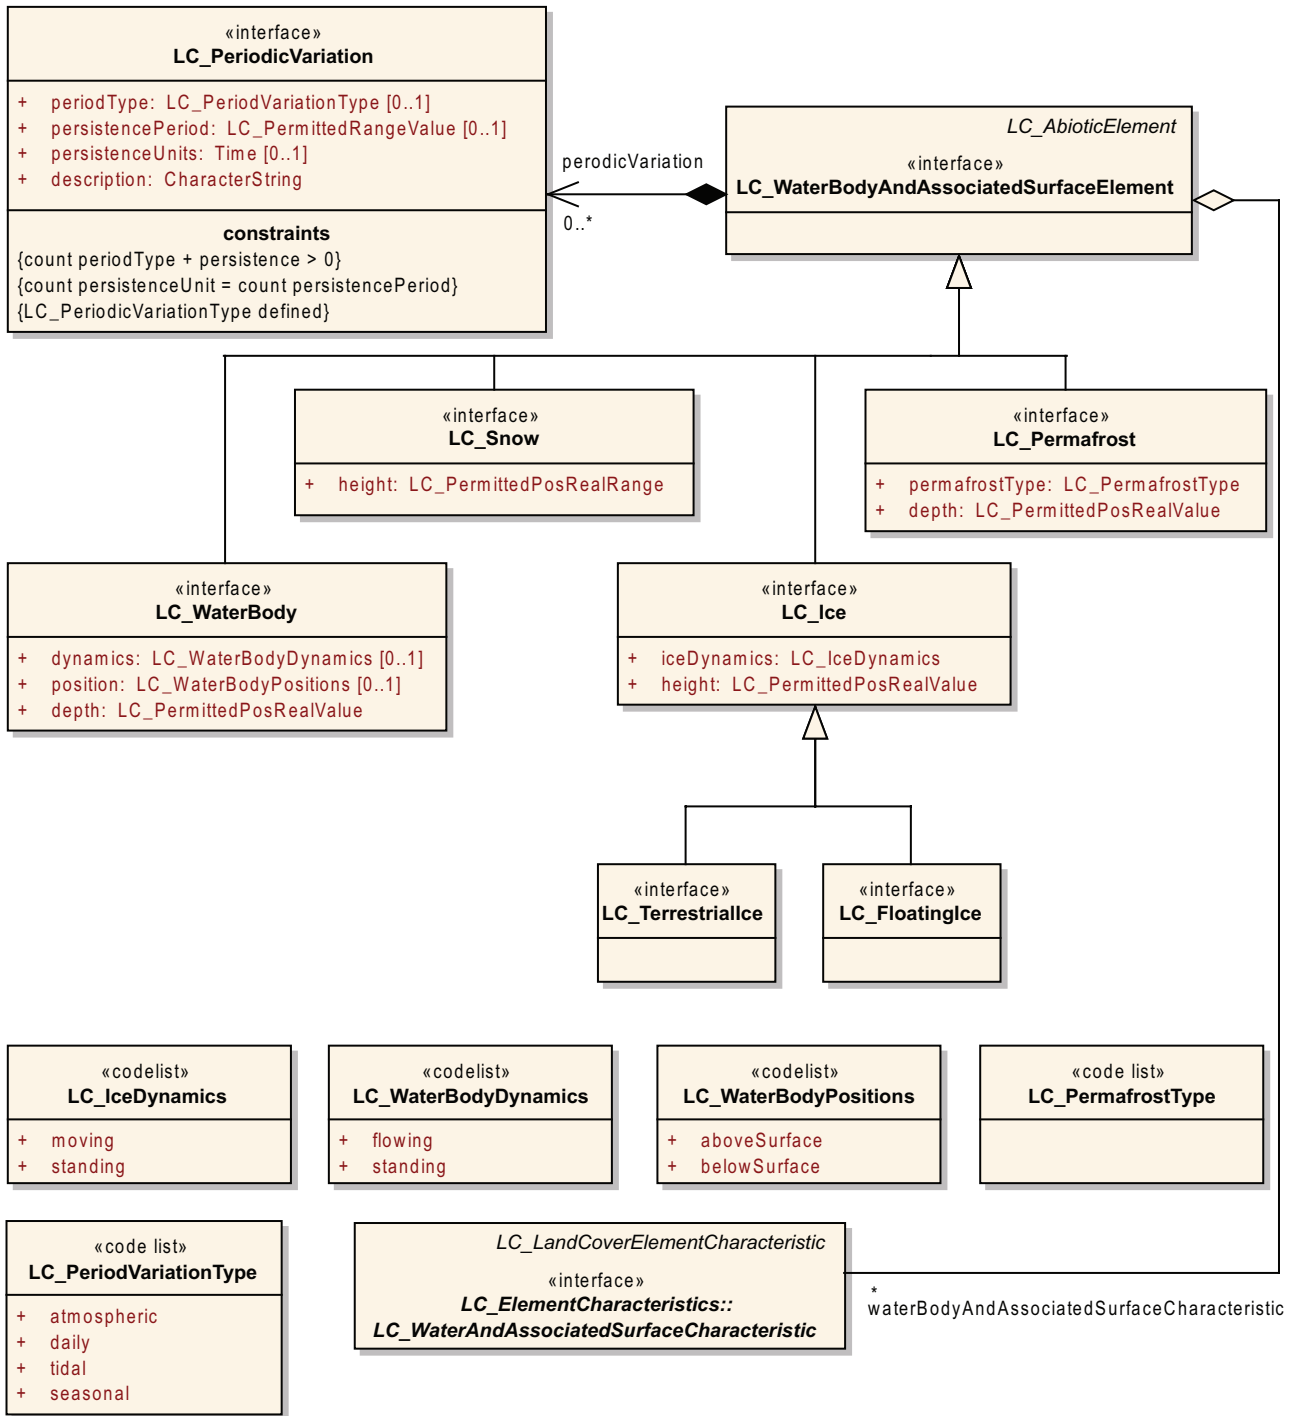 «interface»
LC_PeriodicVariation
+ periodType: LC_PeriodVariationType [0..1]
+ persistencePeriod: LC_PermittedRangeValue [0..1]
+ persistenceUnits: Time [0..1]
+ description: CharacterString
constraints
{count periodType + persistence > 0}
{count persistenceUnit = count persistencePeriod}
{LC_PeriodicVariationType defined}
perodicVariation
0..*
LC_AbioticElement
«interface»
LC_WaterBodyAndAssociatedSurfaceElement
«interface»
LC_Snow
+ height: LC_PermittedPosRealRange
«interface»
LC_Permafrost
+ permafrostType: LC_PermafrostType
+ depth: LC_PermittedPosRealValue
«interface»
LC_WaterBody
+ dynamics: LC_WaterBodyDynamics [0..1]
+ position: LC_WaterBodyPositions [0..1]
+ depth: LC_PermittedPosRealValue
«interface»
LC_Ice
+ iceDynamics: LC_IceDynamics
+ height: LC_PermittedPosRealValue
«interface»
LC_TerrestrialIce
«interface»
LC_FloatingIce
«codelist»
LC_IceDynamics
+ moving
+ standing
«codelist»
LC_WaterBodyDynamics
+ flowing
+ standing
«codelist»
LC_WaterBodyPositions
+ aboveSurface
+ belowSurface
«code list»
LC_PermafrostType
«code list»
LC_PeriodVariationType
+ atmospheric
+ daily
+ tidal
+ seasonal
LC_LandCoverElementCharacteristic
«interface»
LC_ElementCharacteristics::
LC_WaterAndAssociatedSurfaceCharacteristic
*
waterBodyAndAssociatedSurfaceCharacteristic